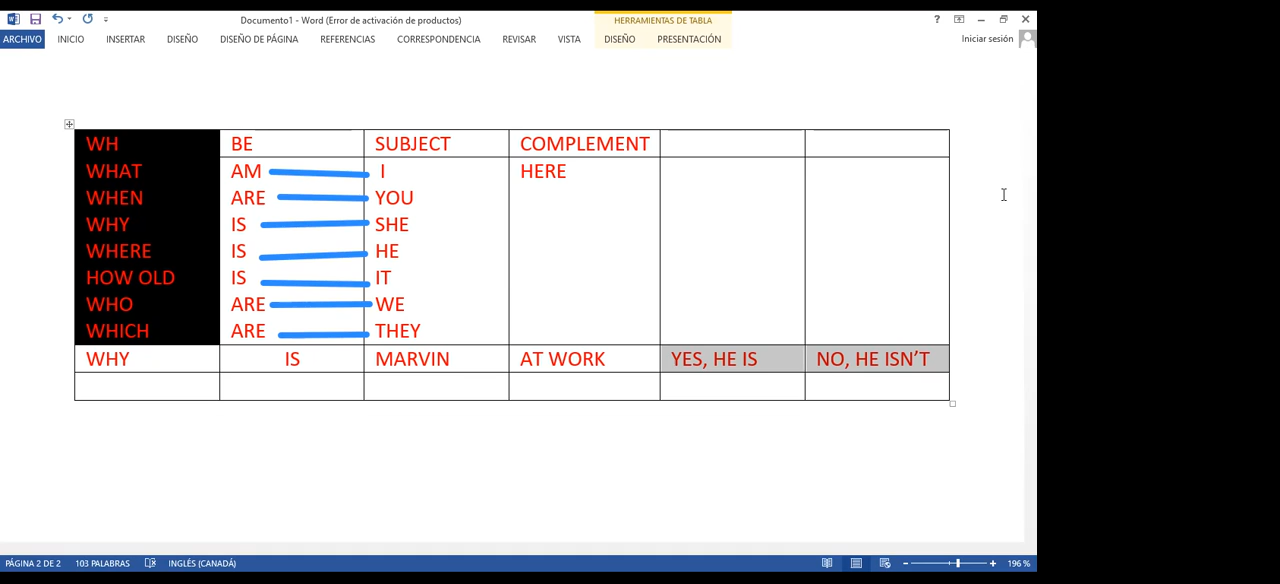 Documento1 - Word (Error de activación de productos)
HERRAMIENTAS DE TABLA
?
ARCHIVO INICIO INSERTAR DISEÑO DISEÑO DE PÁGINA REFERENCIAS CORRESPONDENCIA REVISAR VISTA DISEÑO PRESENTACIÓN Iniciar sesión
WH BE SUBJECT COMPLEMENT
WHAT AM I HERE
WHEN ARE YOU
WHY IS SHE
WHERE IS HE
HOW OLD IS IT
WHO ARE WE
WHICH ARE THEY
WHY IS MARVIN AT WORK YES, HE IS NO, HE ISN'T
PÁGINA 2 DE 2 103 PALABRAS INGLÉS (CANADÁ) 196 %